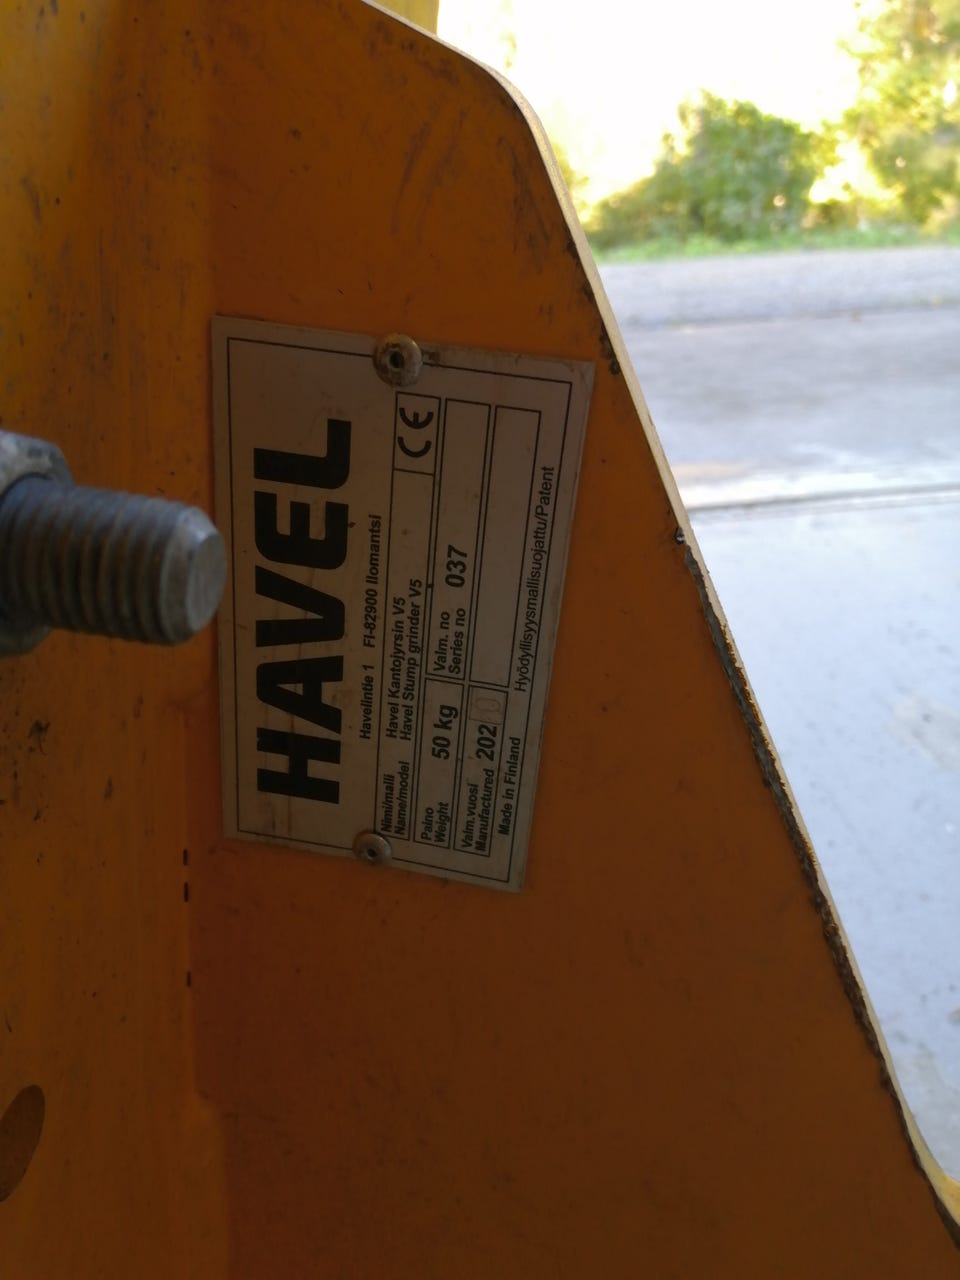 HAVEL
Havelintie 1 FI-82900 Ilomantsi
Nimi/malli Havel Kantojyrsin V5
Name/model Havel Stump grinder V5
CE
Paino
Weight 50 kg
Valm. no
Series no 037
Valm.vuosi
Manufactured 2020
Made in Finland Hyödyllisyysmallisuojattu/Patent